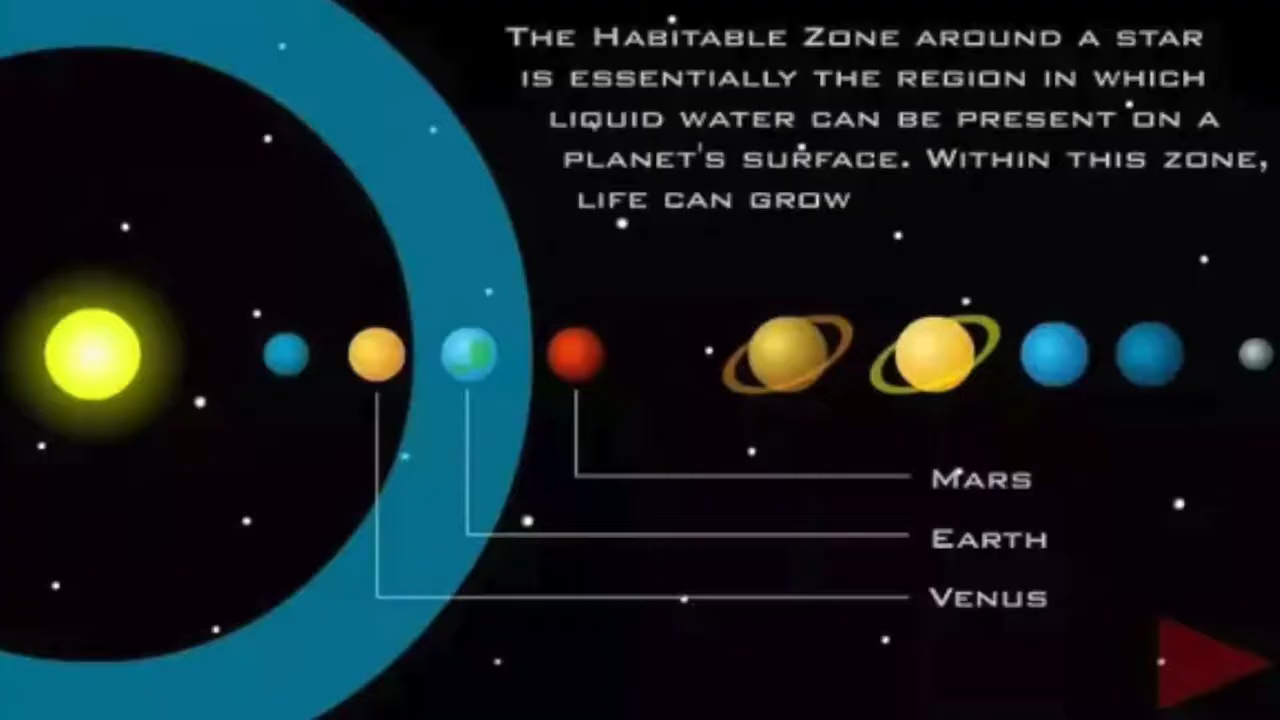 The Habitable Zone around a star
is essentially the region in which
liquid water can be present on a
planet's surface. Within this zone,
life can grow
Mars
Earth
Venus